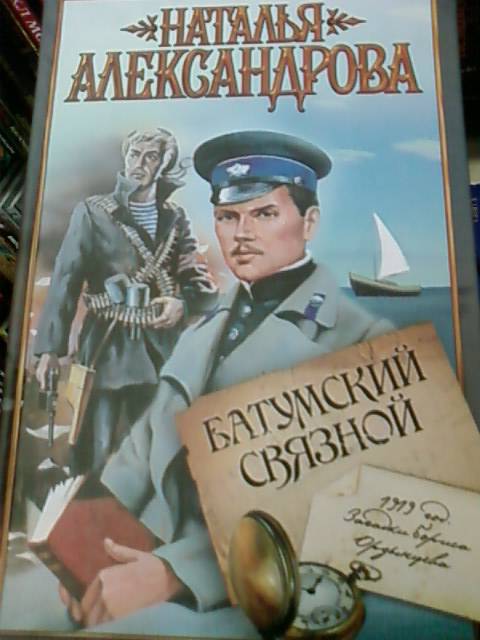 НАТАЛЬЯ
АЛЕКСАНДРОВА
БАТУМСКИЙ
СВЯЗНОЙ
1919 год.
Загадки Бориса
Ордынцева